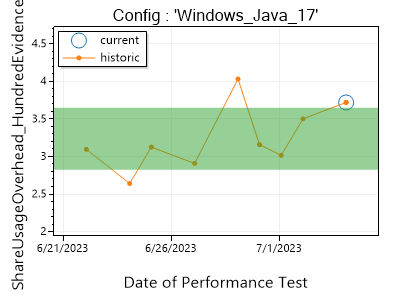 Config : 'Windows_Java_17'
ShareUsageOverhead_HundredEvidence
current
historic
4.5
4
3.5
3
2.5
2
6/21/2023
6/26/2023
7/1/2023
Date of Performance Test